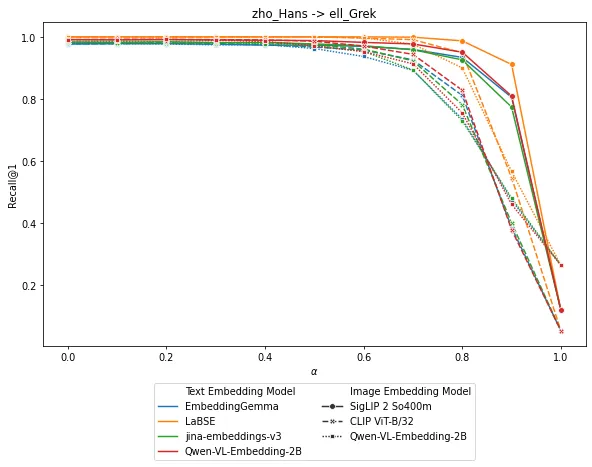 zho_Hans -> ell_Grek
Recall@1
1.0
0.8
0.6
0.4
0.2
0.0 0.2 0.4 0.6 0.8 1.0
α
Text Embedding Model Image Embedding Model
EmbeddingGemma SigLIP 2 So400m
LaBSE CLIP ViT-B/32
jina-embeddings-v3 Qwen-VL-Embedding-2B
Qwen-VL-Embedding-2B